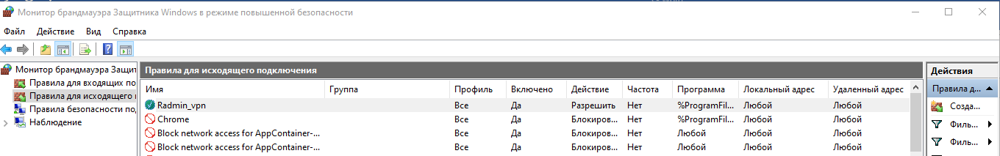 Монитор брандмауэра Защитника Windows в режиме повышенной безопасности
Файл Действие Вид Справка
Монитор брандмауэра Защит
Правила для входящих по
Правила для исходящего
Правила безопасности по
Наблюдение
Правила для исходящего подключения
Имя Группа Профиль Включено Действие Частота Программа Локальный адрес Удаленный адрес
Radmin_vpn Все Да Разрешить Нет %ProgramFil... Любой Любой
Chrome Все Да Блокиров... Нет %ProgramFil... Любой Любой
Block network access for AppContainer-... Все Да Блокиров... Нет Любой Любой Любой
Block network access for AppContainer-... Все Да Блокиров... Нет Любой Любой Любой
Действия
Правила д...
Созда...
Филь...
Филь...